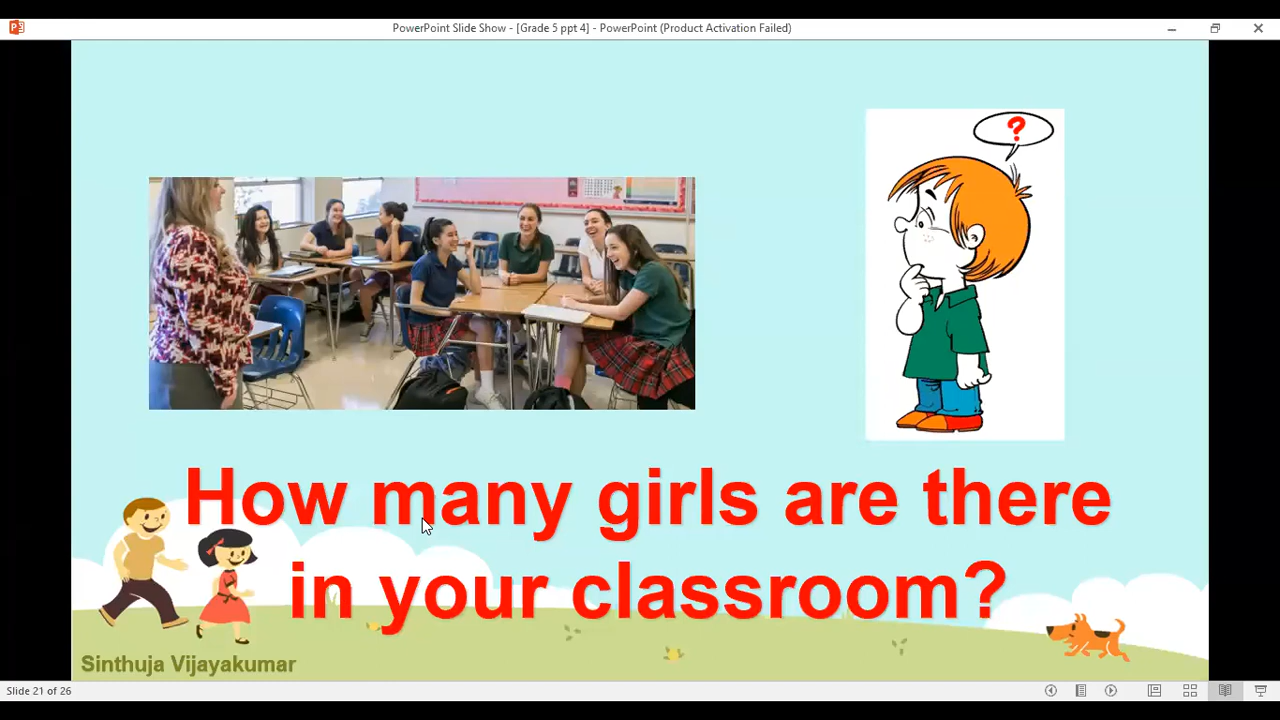 PowerPoint Slide Show - [Grade 5 ppt 4] - PowerPoint (Product Activation Failed)
?
How many girls are there
in your classroom?
Sinthuja Vijayakumar
Slide 21 of 26